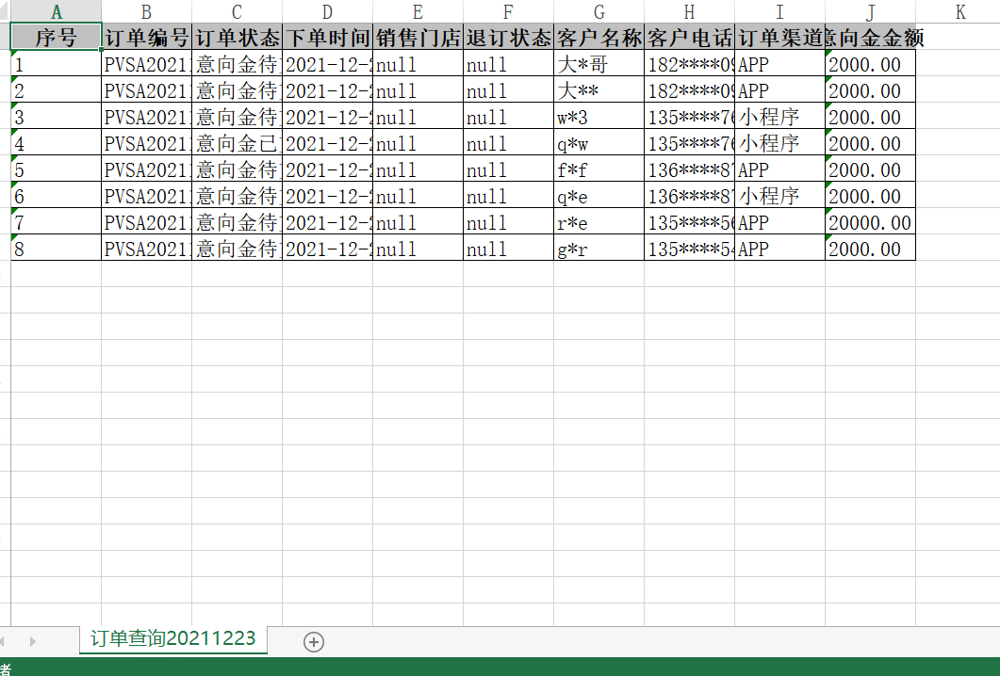 A B C D E F G H I J K
序号 订单编号 订单状态 下单时间 销售门店 退订状态 客户名称 客户电话 订单渠道 意向金金额
1 PVSA2021 意向金待 2021-12- null null 大*哥 182****09 APP 2000.00
2 PVSA2021 意向金待 2021-12- null null 大** 182****09 APP 2000.00
3 PVSA2021 意向金待 2021-12- null null w*3 135****76 小程序 2000.00
4 PVSA2021 意向金已 2021-12- null null q*w 135****76 小程序 2000.00
5 PVSA2021 意向金待 2021-12- null null f*f 136****87 APP 2000.00
6 PVSA2021 意向金待 2021-12- null null q*e 136****87 小程序 2000.00
7 PVSA2021 意向金待 2021-12- null null r*e 135****56 APP 20000.00
8 PVSA2021 意向金待 2021-12- null null g*r 135****54 APP 2000.00
订单查询20211223